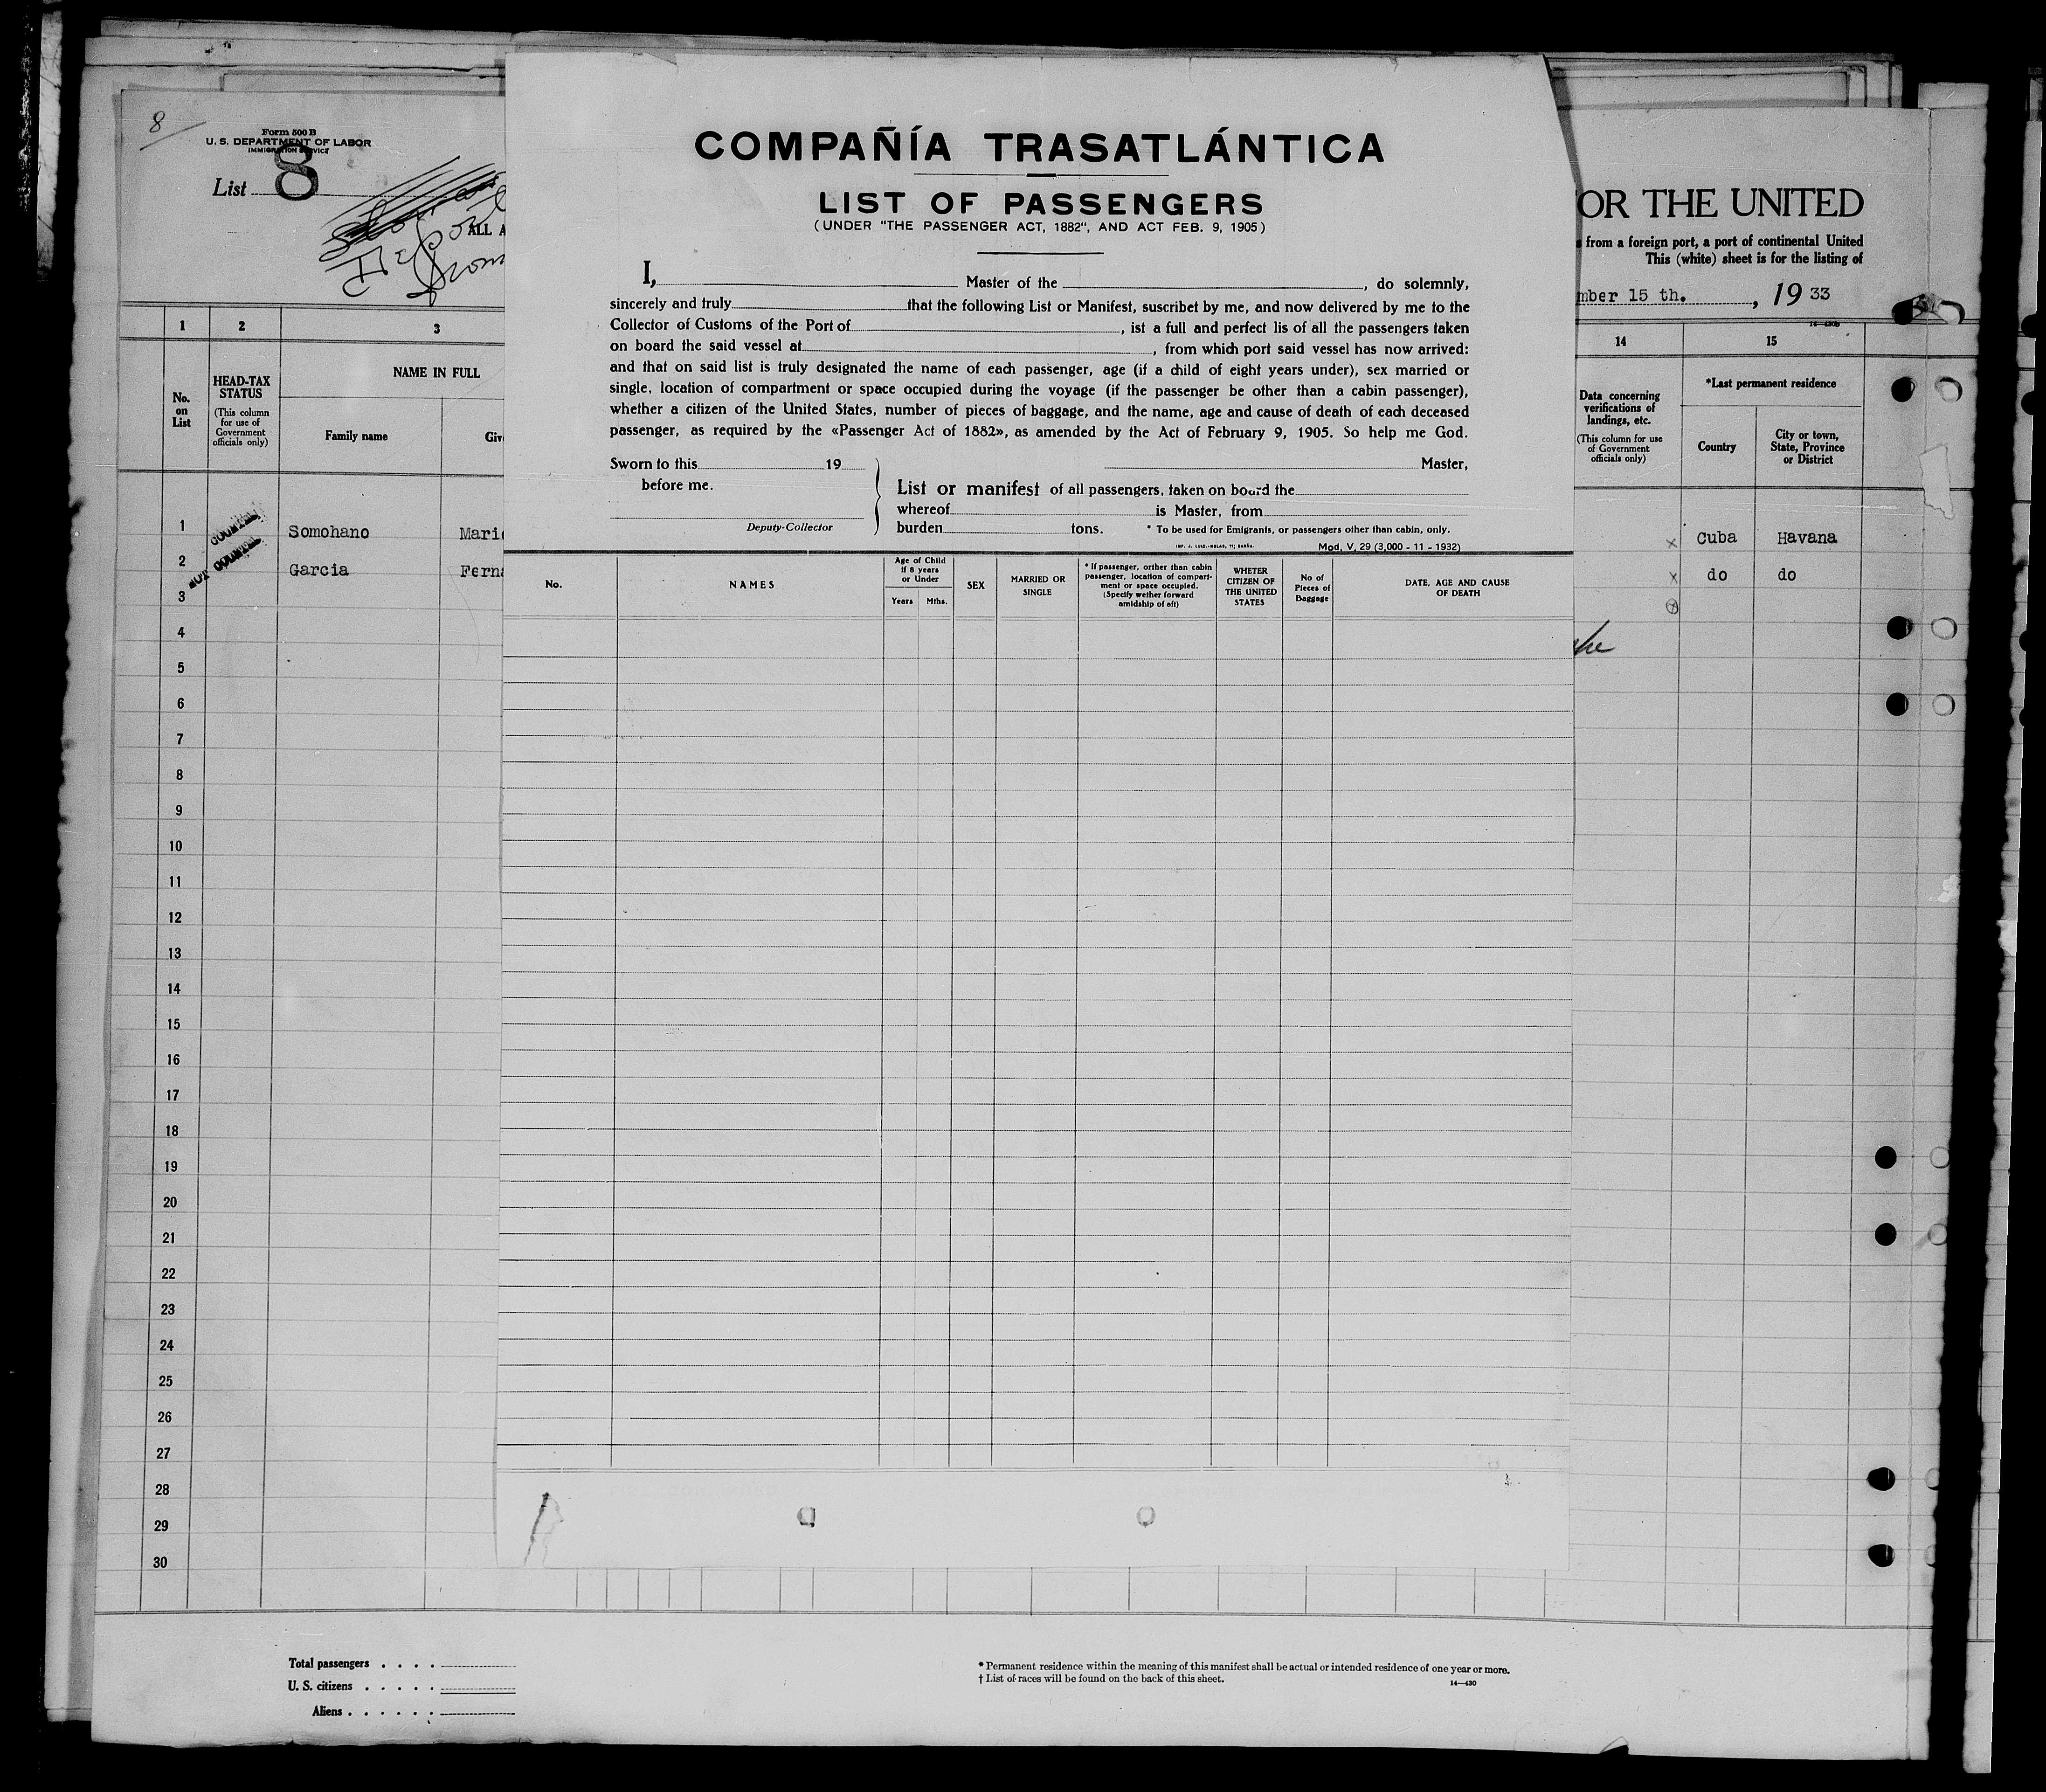 8
Form 500 B
U. S. DEPARTMENT OF LABOR
IMMIGRATION SERVICE
List 8
ALL A
1 2 3
No. on List
HEAD-TAX STATUS
(This column for use of Government officials only)
NAME IN FULL
Family name
Giv
COMPAÑÍA TRASATLÁNTICA
LIST OF PASSENGERS
(UNDER "THE PASSENGER ACT, 1882", AND ACT FEB. 9, 1905)
I, Master of the , do solemnly,
sincerely and truly that the following List or Manifest, suscribet by me, and now delivered by me to the
Collector of Customs of the Port of , ist a full and perfect lis of all the passengers taken
on board the said vessel at , from which port said vessel has now arrived:
and that on said list is truly designated the name of each passenger, age (if a child of eight years under), sex married or
single, location of compartment or space occupied during the voyage (if the passenger be other than a cabin passenger),
whether a citizen of the United States, number of pieces of baggage, and the name, age and cause of death of each deceased
passenger, as required by the «Passenger Act of 1882», as amended by the Act of February 9, 1905. So help me God.
Sworn to this 19
before me.
Deputy-Collector
Master,
List or manifest of all passengers, taken on board the
whereof is Master, from
burden tons. * To be used for Emigrants, or passengers other than cabin, only.
Mod, V, 29 (3,000 - 11 - 1932)
No.
NAMES
Age of Child
if 8 years
or Under
Years Mths.
SEX
MARRIED OR
SINGLE
* If passenger, orither than cabin
passenger, location of compart-
ment or space occupied.
(Specify wether forward
amidship of aft)
WHETER
CITIZEN OF
THE UNITED
STATES
No of
Pieces of
Baggage
DATE, AGE AND CAUSE
OF DEATH
OR THE UNITED
from a foreign port, a port of continental United
This (white) sheet is for the listing of
mber 15 th. , 19 33
14 15
Data concerning
verifications of
landings, etc.
(This column for use
of Government
officials only)
*Last permanent residence
Country
City or town,
State, Province
or District
1 NOT COUNTED Somohano Mari x Cuba Havana
2 Garcia Ferna x do do
3
4
5
6
7
8
9
10
11
12
13
14
15
16
17
18
19
20
21
22
23
24
25
26
27
28
29
30
Total passengers . . . .
U. S. citizens . . . . .
Aliens . . . . . .
* Permanent residence within the meaning of this manifest shall be actual or intended residence of one year or more.
† List of races will be found on the back of this sheet.
14—430